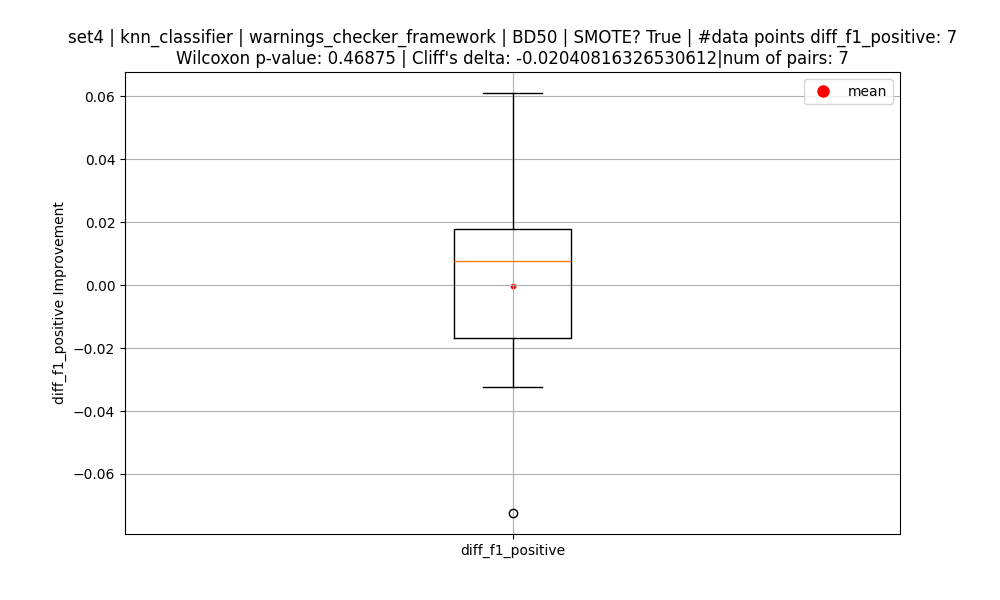 set4 | knn_classifier | warnings_checker_framework | BD50 | SMOTE? True | #data points diff_f1_positive: 7
Wilcoxon p-value: 0.46875 | Cliff's delta: -0.02040816326530612|num of pairs: 7
mean
0.06
0.04
0.02
0.00
−0.02
−0.04
−0.06
diff_f1_positive Improvement
diff_f1_positive